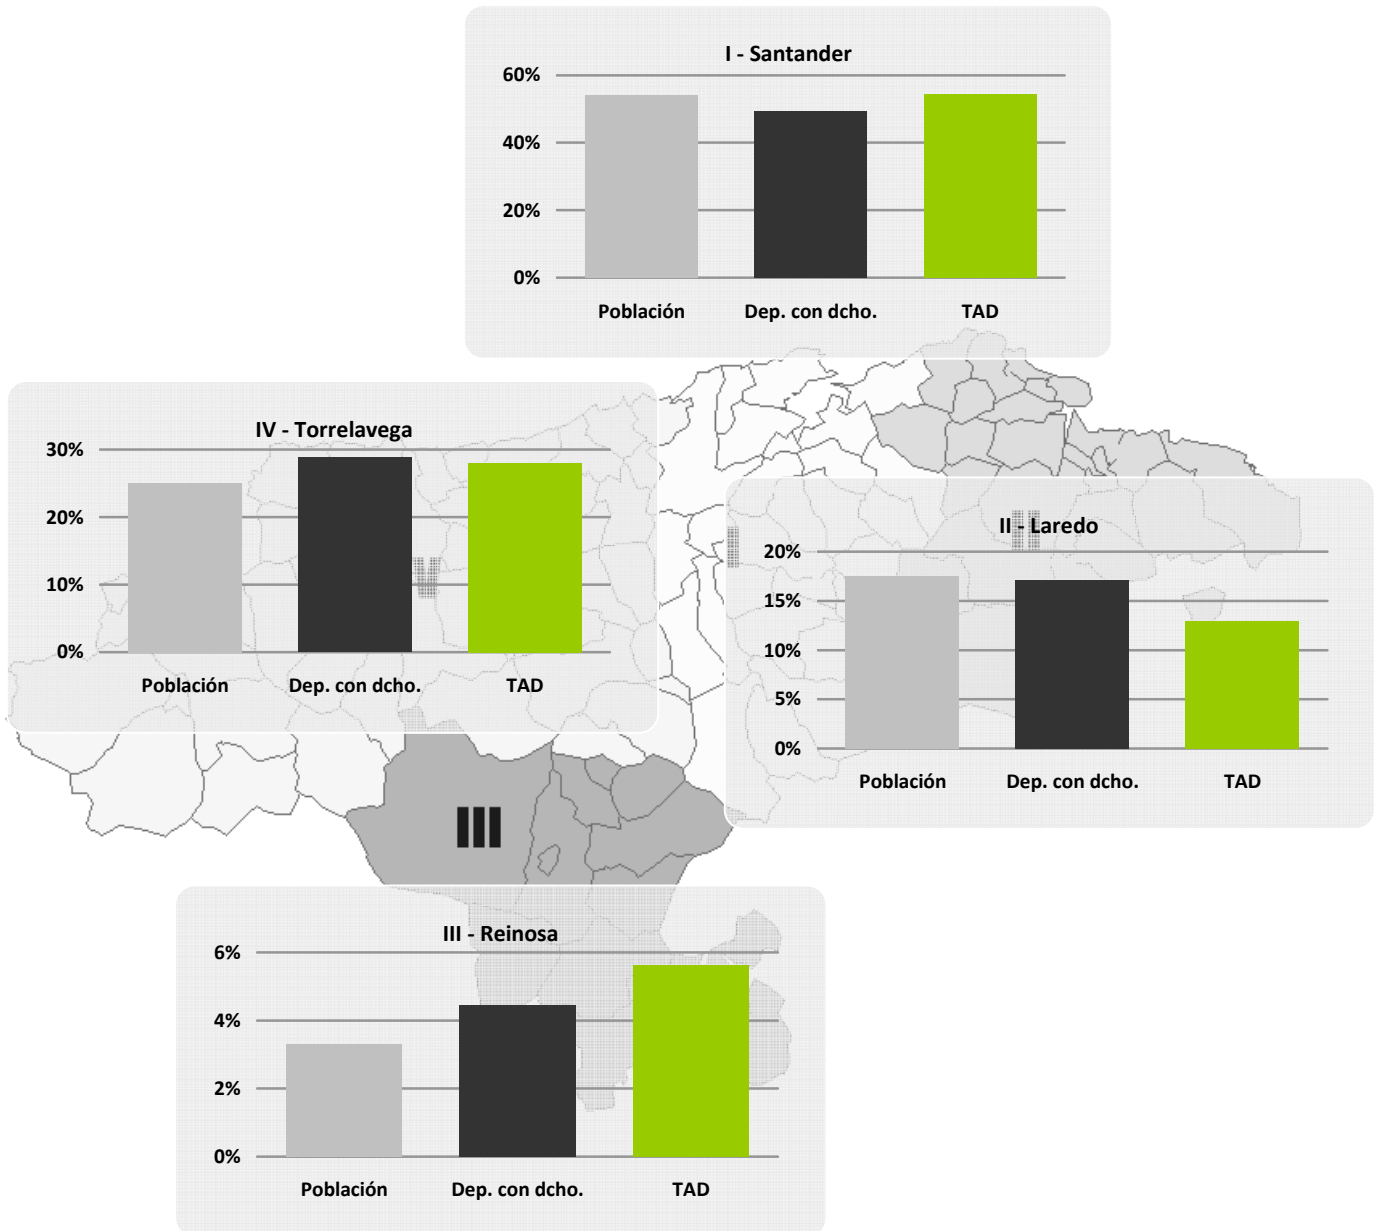 I - Santander
60%
40%
20%
0%
Población Dep. con dcho. TAD
IV - Torrelavega
30%
20%
10%
0%
Población Dep. con dcho. TAD
II - Laredo
20%
15%
10%
5%
0%
Población Dep. con dcho. TAD
III
III - Reinosa
6%
4%
2%
0%
Población Dep. con dcho. TAD